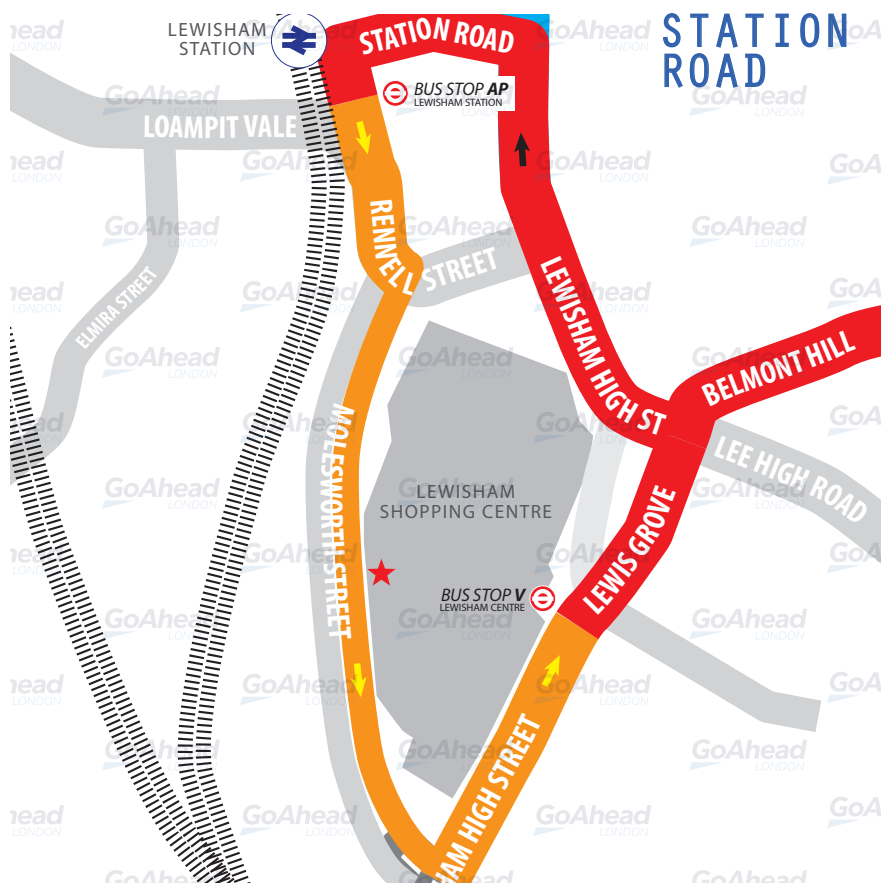 LEWISHAM
STATION
STATION ROAD
STATION
ROAD
BUS STOP AP
LEWISHAM STATION
LOAMPIT VALE
RENNELL STREET
ELMIRA STREET
LEWISHAM HIGH ST
BELMONT HILL
LEE HIGH ROAD
MOLESWORTH STREET
LEWISHAM
SHOPPING CENTRE
LEWIS GROVE
BUS STOP V
LEWISHAM CENTRE
HAM HIGH STREET
GoAhead
LONDON